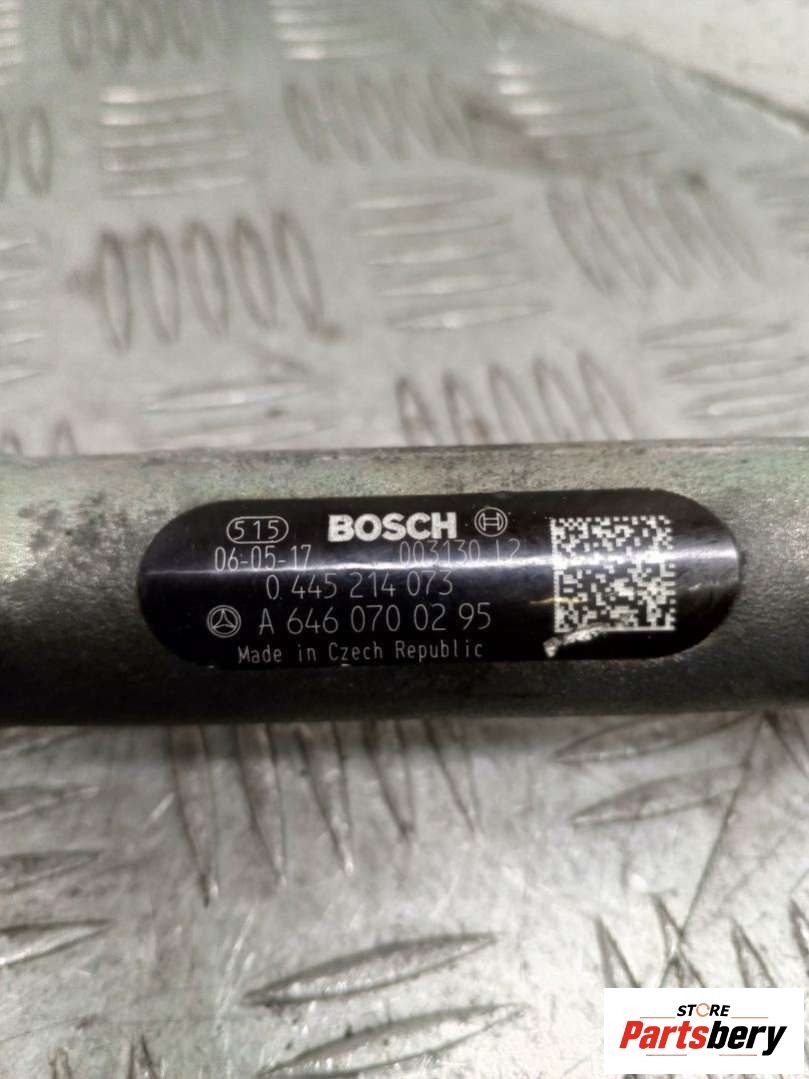 515 BOSCH
06-05-17 003130 L2
0 445 214 073
A 646 070 02 95
Made in Czech Republic
STORE
Partsbery